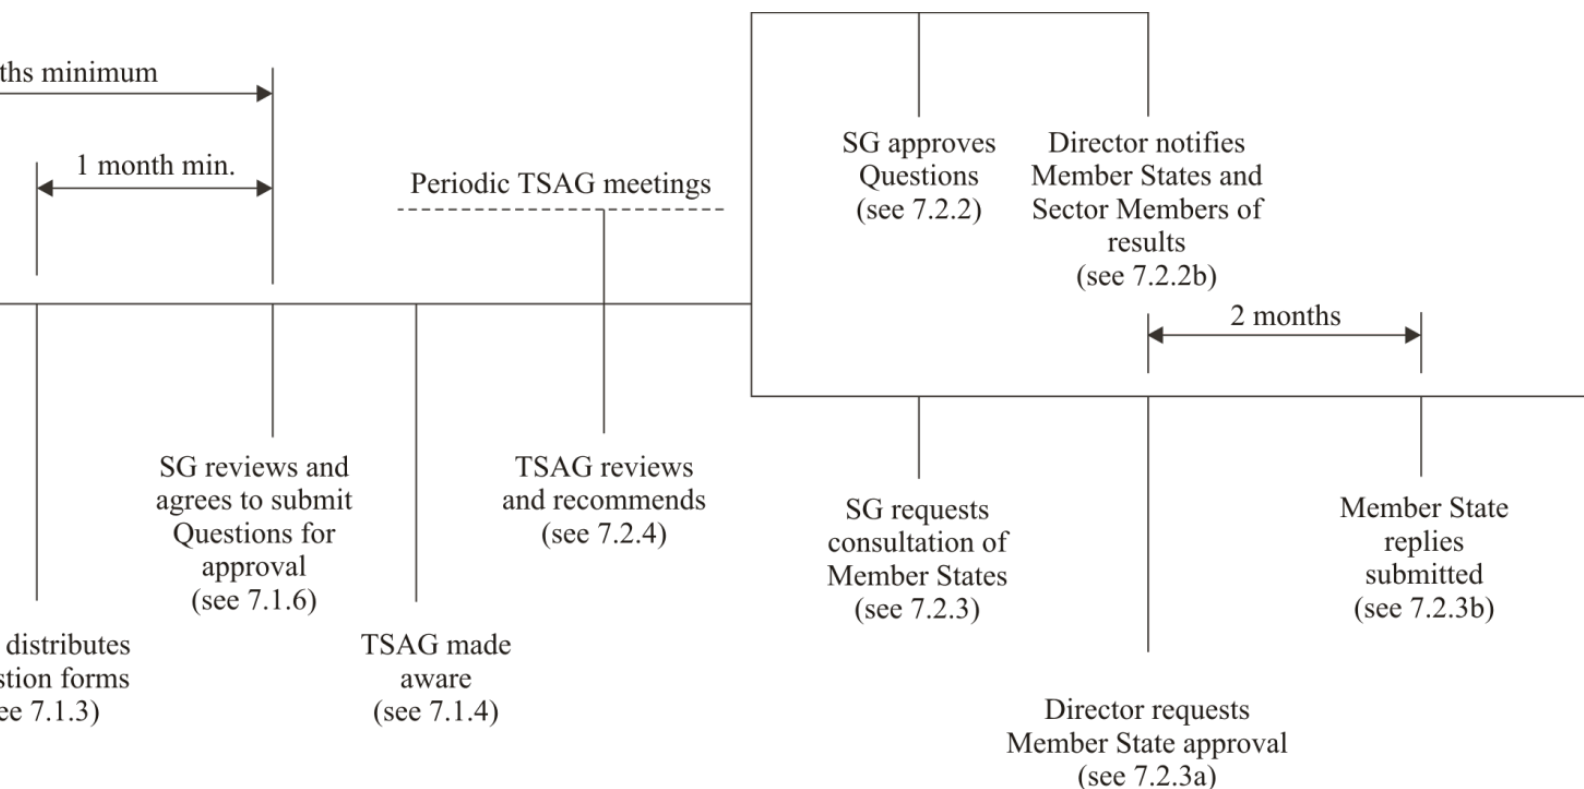 ths minimum
1 month min.
Periodic TSAG meetings
SG approves
Questions
(see 7.2.2)
Director notifies
Member States and
Sector Members of
results
(see 7.2.2b)
2 months
distributes
stion forms
ee 7.1.3)
SG reviews and
agrees to submit
Questions for
approval
(see 7.1.6)
TSAG made
aware
(see 7.1.4)
TSAG reviews
and recommends
(see 7.2.4)
SG requests
consultation of
Member States
(see 7.2.3)
Director requests
Member State approval
(see 7.2.3a)
Member State
replies
submitted
(see 7.2.3b)